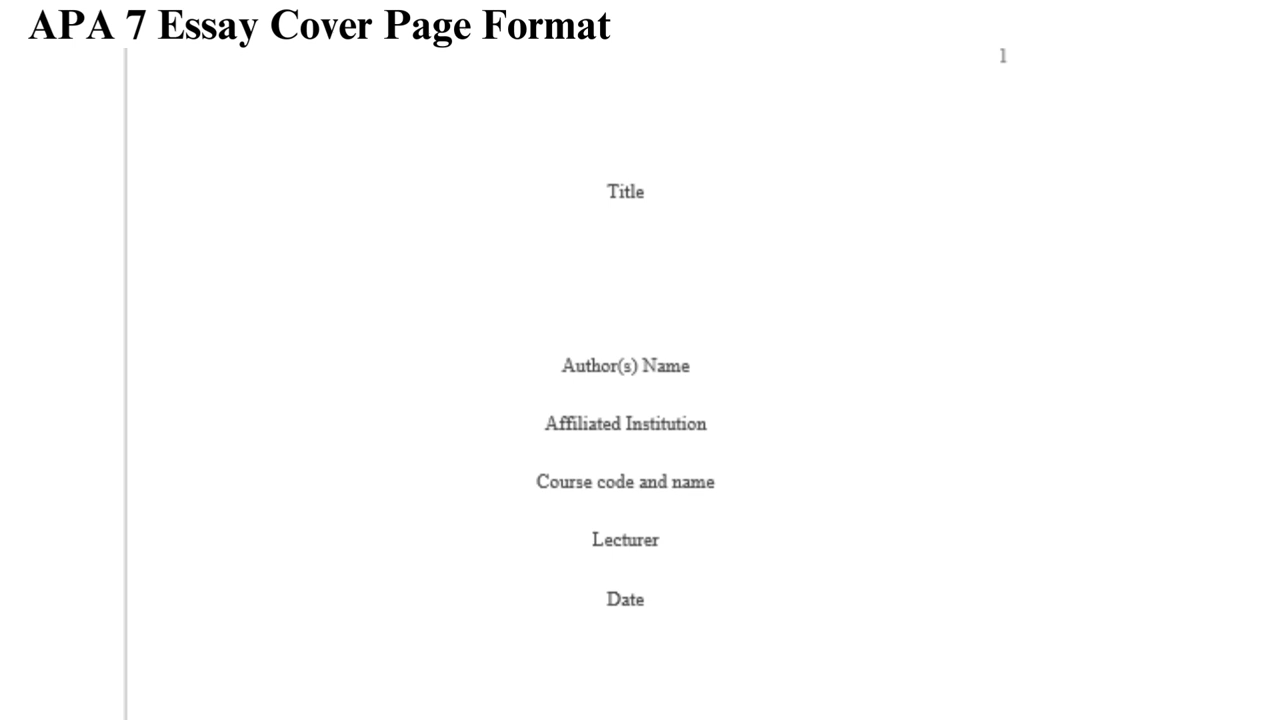 APA 7 Essay Cover Page Format
1
Title
Author(s) Name
Affiliated Institution
Course code and name
Lecturer
Date